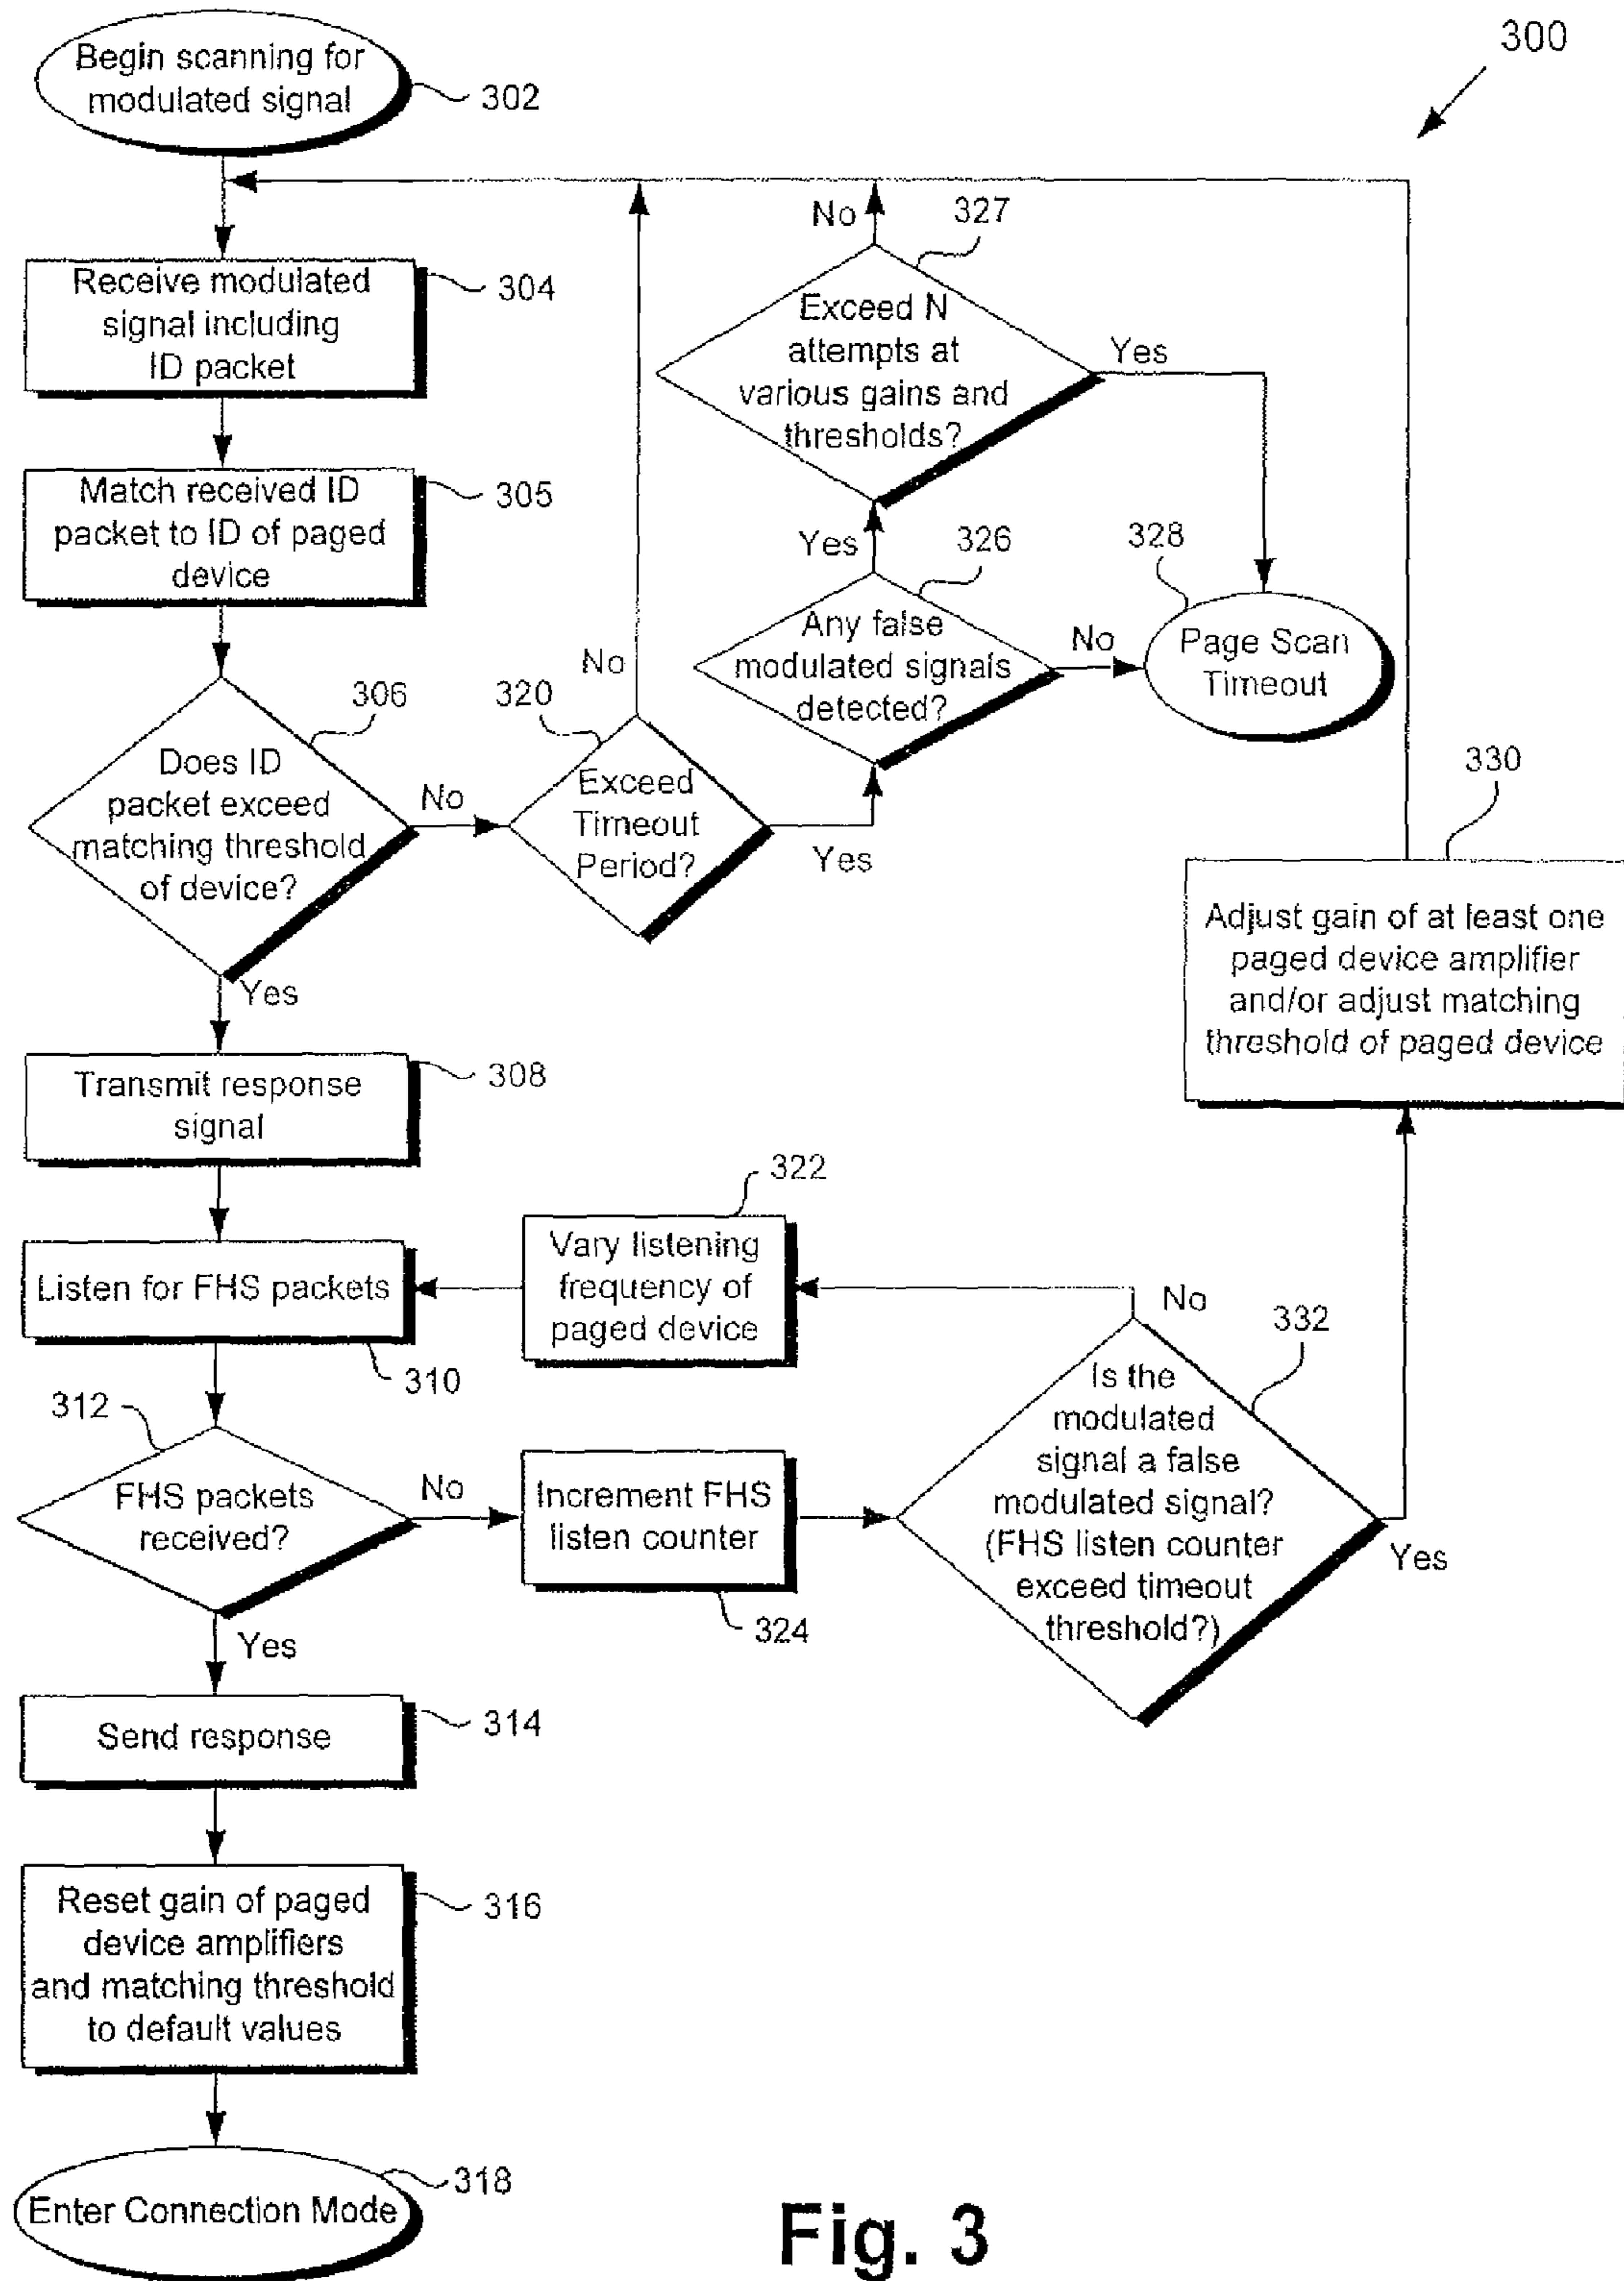 300
Begin scanning for
modulated signal
302
Receive modulated
signal including
ID packet
304
Match received ID
packet to ID of paged
device
305
Does ID
packet exceed
matching threshold
of device?
306
No
Yes
Exceed
Timeout
Period?
320
No
Yes
Any false
modulated signals
detected?
326
Yes
No
Exceed N
attempts at
various gains and
thresholds?
327
No
Yes
Page Scan
Timeout
328
Adjust gain of at least one
paged device amplifier
and/or adjust matching
threshold of paged device
330
Transmit response
signal
308
Listen for FHS packets
310
Vary listening
frequency of
paged device
322
FHS packets
received?
312
No
Yes
Increment FHS
listen counter
324
Is the
modulated
signal a false
modulated signal?
(FHS listen counter
exceed timeout
threshold?)
332
No
Yes
Send response
314
Reset gain of paged
device amplifiers
and matching threshold
to default values
316
Enter Connection Mode
318
Fig. 3